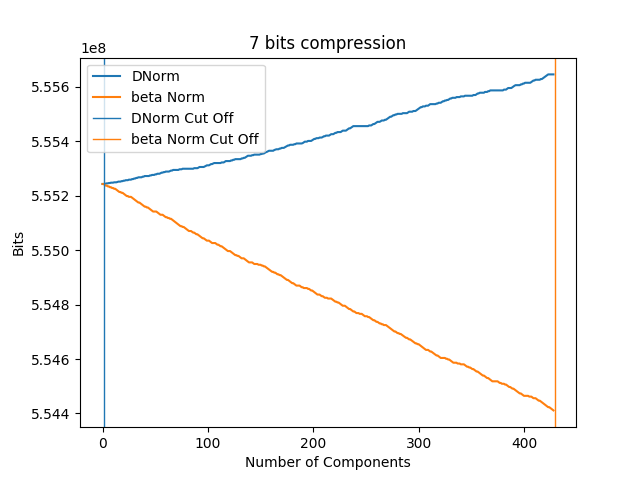 7 bits compression
1e8
DNorm
beta Norm
DNorm Cut Off
beta Norm Cut Off
5.556
5.554
5.552
5.550
5.548
5.546
5.544
Bits
0 100 200 300 400
Number of Components